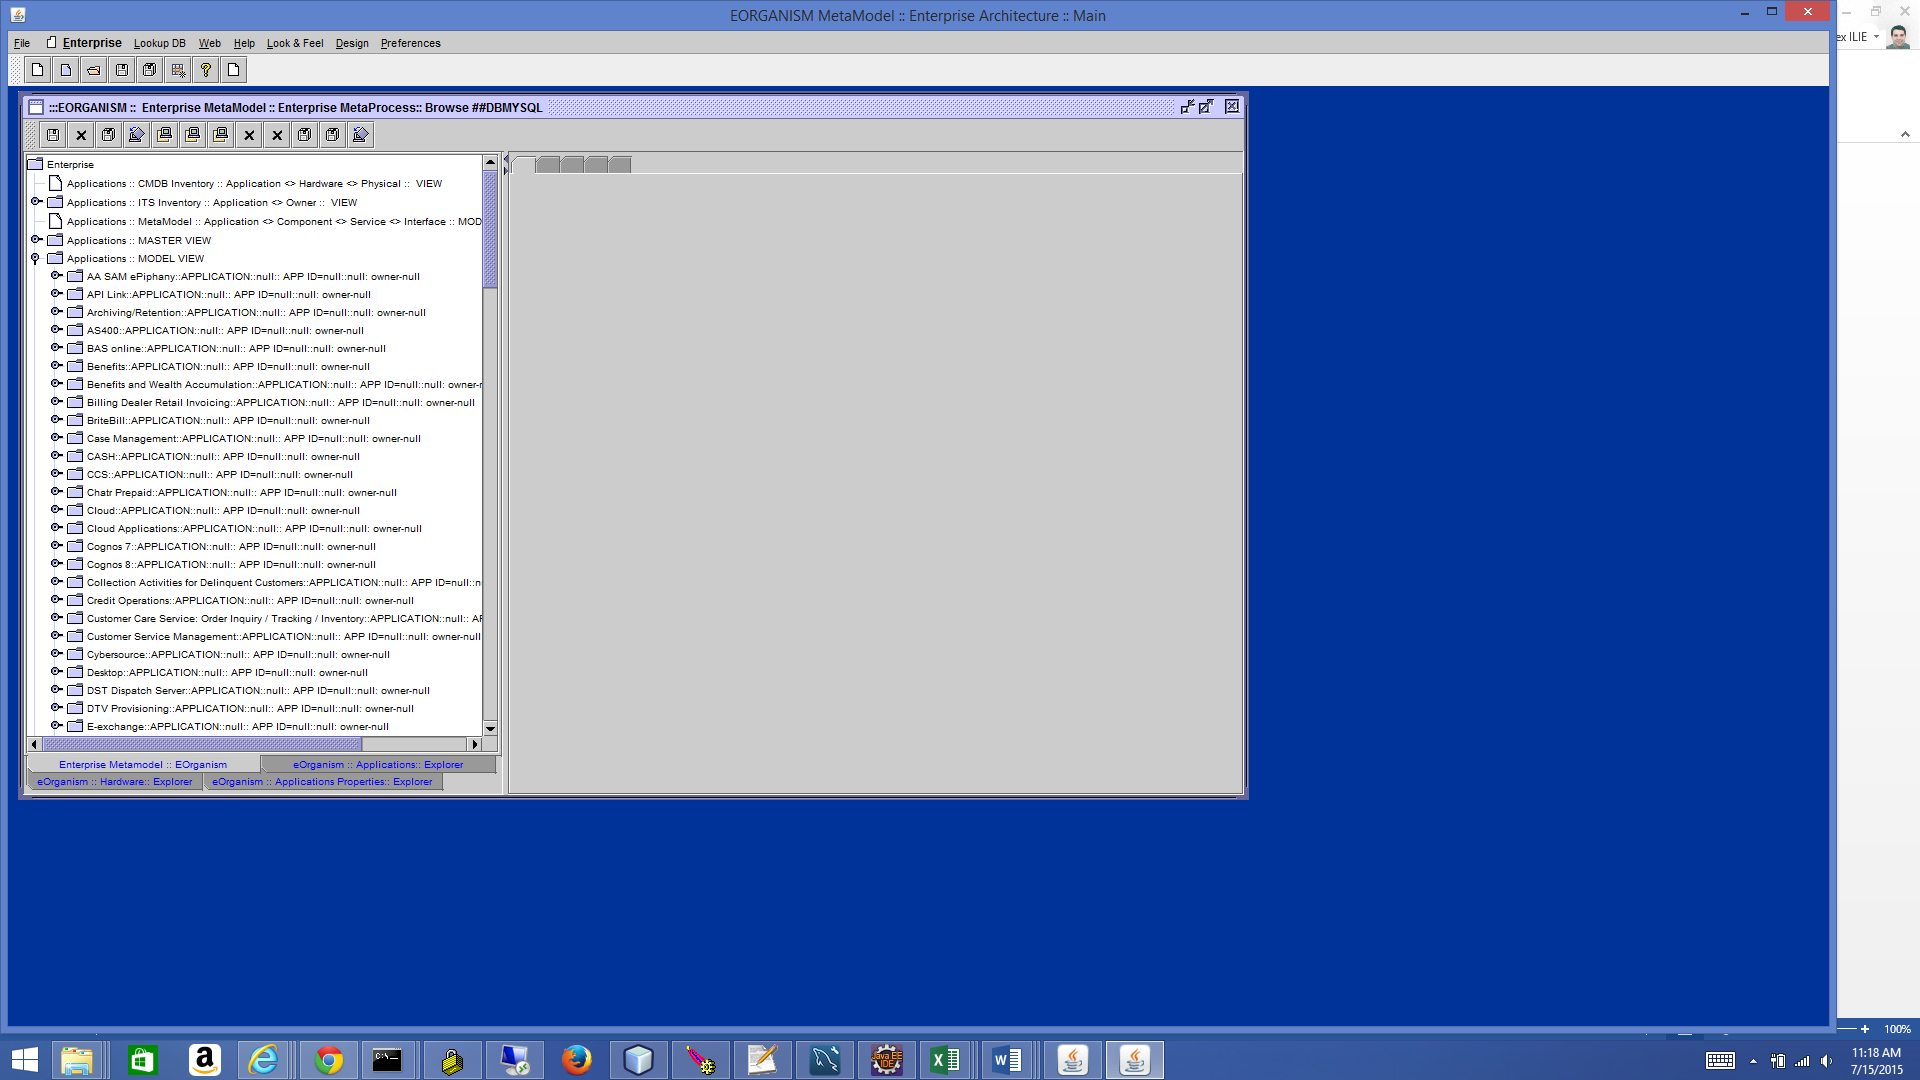 EORGANISM MetaModel :: Enterprise Architecture :: Main
ex ILIE
File Enterprise Lookup DB Web Help Look & Feel Design Preferences
:::EORGANISM :: Enterprise MetaModel :: Enterprise MetaProcess:: Browse ##DBMYSQL
Enterprise
Applications :: CMDB Inventory :: Application <> Hardware <> Physical :: VIEW
Applications :: ITS Inventory :: Application <> Owner :: VIEW
Applications :: MetaModel :: Application <> Component <> Service <> Interface :: MOD
Applications :: MASTER VIEW
Applications :: MODEL VIEW
AA SAM ePiphany::APPLICATION::null:: APP ID=null::null: owner-null
API Link::APPLICATION::null:: APP ID=null::null: owner-null
Archiving/Retention::APPLICATION::null:: APP ID=null::null: owner-null
AS400::APPLICATION::null:: APP ID=null::null: owner-null
BAS online::APPLICATION::null:: APP ID=null::null: owner-null
Benefits::APPLICATION::null:: APP ID=null::null: owner-null
Benefits and Wealth Accumulation::APPLICATION::null:: APP ID=null::null: owner-r
Billing Dealer Retail Invoicing::APPLICATION::null:: APP ID=null::null: owner-null
BriteBill::APPLICATION::null:: APP ID=null::null: owner-null
Case Management::APPLICATION::null:: APP ID=null::null: owner-null
CASH::APPLICATION::null:: APP ID=null::null: owner-null
CCS::APPLICATION::null:: APP ID=null::null: owner-null
Chatr Prepaid::APPLICATION::null:: APP ID=null::null: owner-null
Cloud::APPLICATION::null:: APP ID=null::null: owner-null
Cloud Applications::APPLICATION::null:: APP ID=null::null: owner-null
Cognos 7::APPLICATION::null:: APP ID=null::null: owner-null
Cognos 8::APPLICATION::null:: APP ID=null::null: owner-null
Collection Activities for Delinquent Customers::APPLICATION::null:: APP ID=null::n
Credit Operations::APPLICATION::null:: APP ID=null::null: owner-null
Customer Care Service: Order Inquiry / Tracking / Inventory::APPLICATION::null:: AF
Customer Service Management::APPLICATION::null:: APP ID=null::null: owner-null
Cybersource::APPLICATION::null:: APP ID=null::null: owner-null
Desktop::APPLICATION::null:: APP ID=null::null: owner-null
DST Dispatch Server::APPLICATION::null:: APP ID=null::null: owner-null
DTV Provisioning::APPLICATION::null:: APP ID=null::null: owner-null
E-exchange::APPLICATION::null:: APP ID=null::null: owner-null
Enterprise Metamodel :: EOrganism eOrganism :: Applications:: Explorer
eOrganism :: Hardware:: Explorer eOrganism :: Applications Properties:: Explorer
100%
Java EE
IDE
11:18 AM
7/15/2015